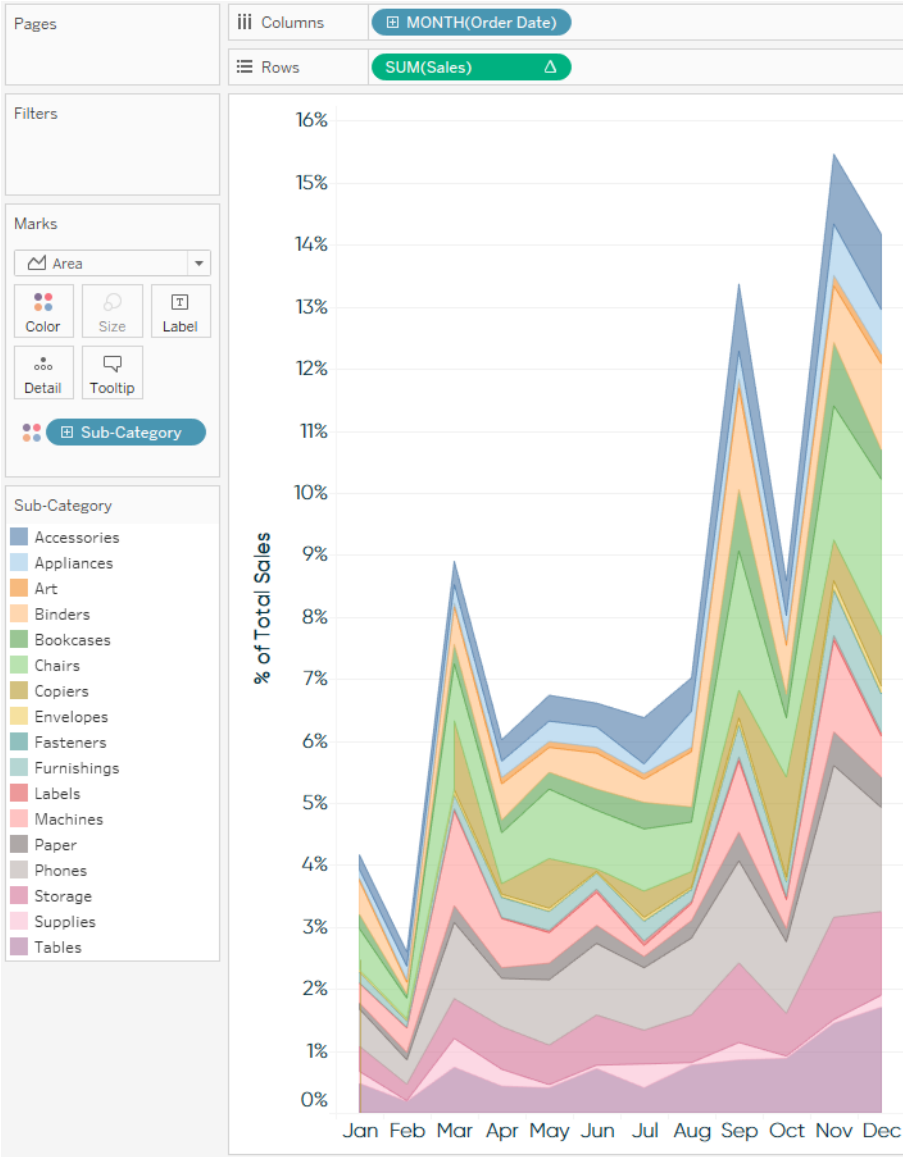 Pages
Columns
MONTH(Order Date)
Rows
SUM(Sales)
Filters
Marks
Area
Color
Size
Label
Detail
Tooltip
Sub-Category
Sub-Category
Accessories
Appliances
Art
Binders
Bookcases
Chairs
Copiers
Envelopes
Fasteners
Furnishings
Labels
Machines
Paper
Phones
Storage
Supplies
Tables
% of Total Sales
16%
15%
14%
13%
12%
11%
10%
9%
8%
7%
6%
5%
4%
3%
2%
1%
0%
Jan Feb Mar Apr May Jun Jul Aug Sep Oct Nov Dec